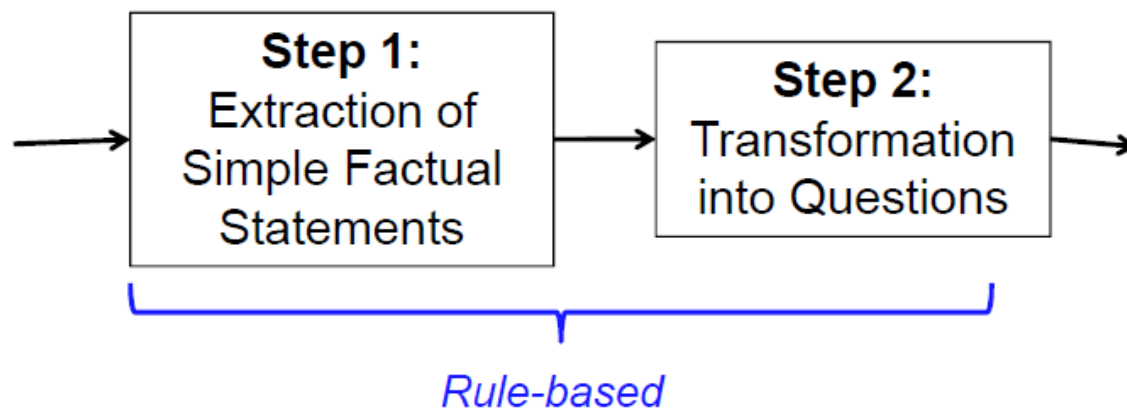 Step 1:
Extraction of
Simple Factual
Statements
Step 2:
Transformation
into Questions
Rule-based